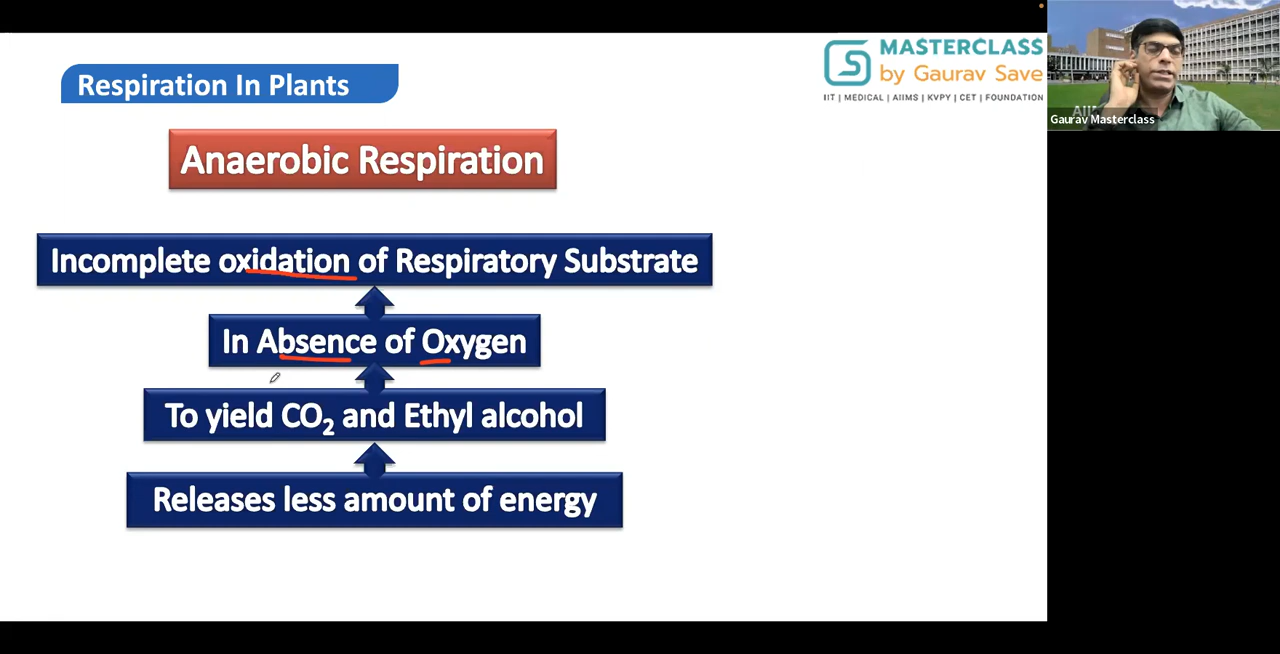 Respiration In Plants
MASTERCLASS
by Gaurav Save
IIT | MEDICAL | AIIMS | KVPY | CET | FOUNDATION
Gaurav Masterclass
Anaerobic Respiration
Incomplete oxidation of Respiratory Substrate
In Absence of Oxygen
To yield CO₂ and Ethyl alcohol
Releases less amount of energy